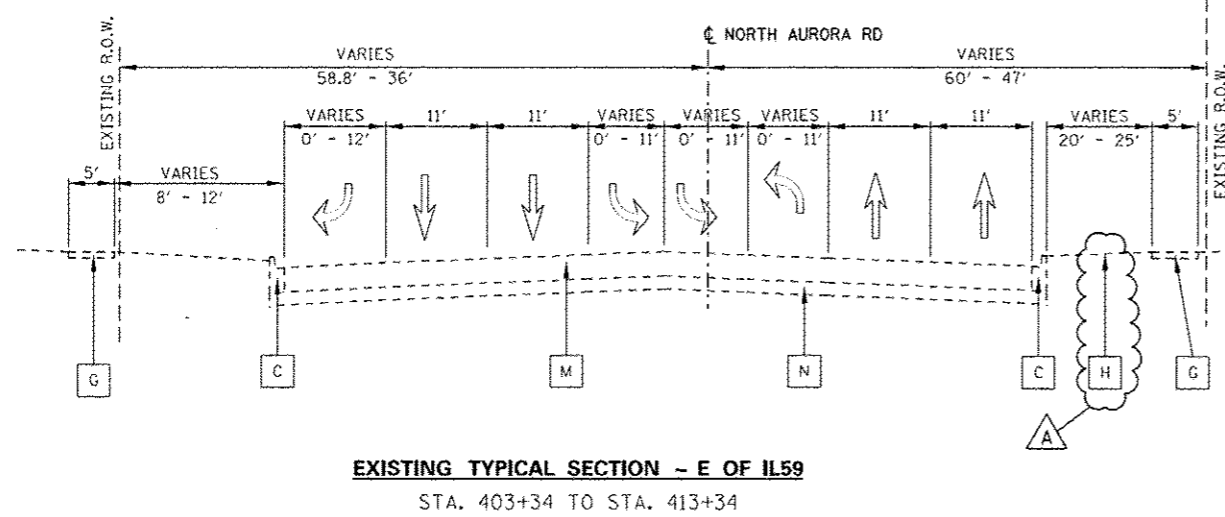 ℄ NORTH AURORA RD
EXISTING R.O.W.
VARIES
58.8' - 36'
VARIES
60' - 47'
EXISTING R.O.W.
5'
VARIES
8' - 12'
VARIES
0' - 12'
11'
11'
VARIES
0' - 11'
VARIES
0' - 11'
VARIES
0' - 11'
11'
11'
VARIES
20' - 25'
5'
G
C
M
N
C
H
G
A
EXISTING TYPICAL SECTION ~ E OF IL59
STA. 403+34 TO STA. 413+34